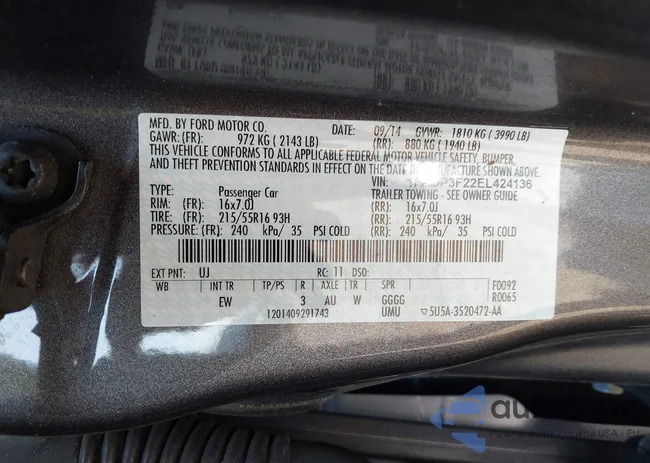 MFD. BY FORD MOTOR CO. DATE: 09/14 GVWR: 1810 KG ( 3990 LB)
GAWR:(FR): 972 KG ( 2143 LB) (RR): 880 KG ( 1940 LB)
THIS VEHICLE CONFORMS TO ALL APPLICABLE FEDERAL MOTOR VEHICLE SAFETY, BUMPER,
AND THEFT PREVENTION STANDARDS IN EFFECT ON THE DATE OF MANUFACTURE SHOWN ABOVE.
VIN: P3F22EL424136
TYPE: Passenger Car TRAILER TOWING - SEE OWNER GUIDE
RIM: (FR): 16x7.0J (RR): 16x7.0J
TIRE: (FR): 215/55R16 93H (RR): 215/55R16 93H
PRESSURE: (FR): 240 kPa/ 35 PSI COLD (RR): 240 kPa/ 35 PSI COLD
EXT PNT: UJ RC: 11 DSO:
WB INT TR TP/PS R AXLE TR SPR F0092
EW 3 AU W GGGG R0065
1201409291743 UMU ▽5U5A-3520472-AA